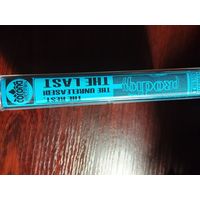 prodigy
THE BEST
THE UNRELEASED!
THE LAST